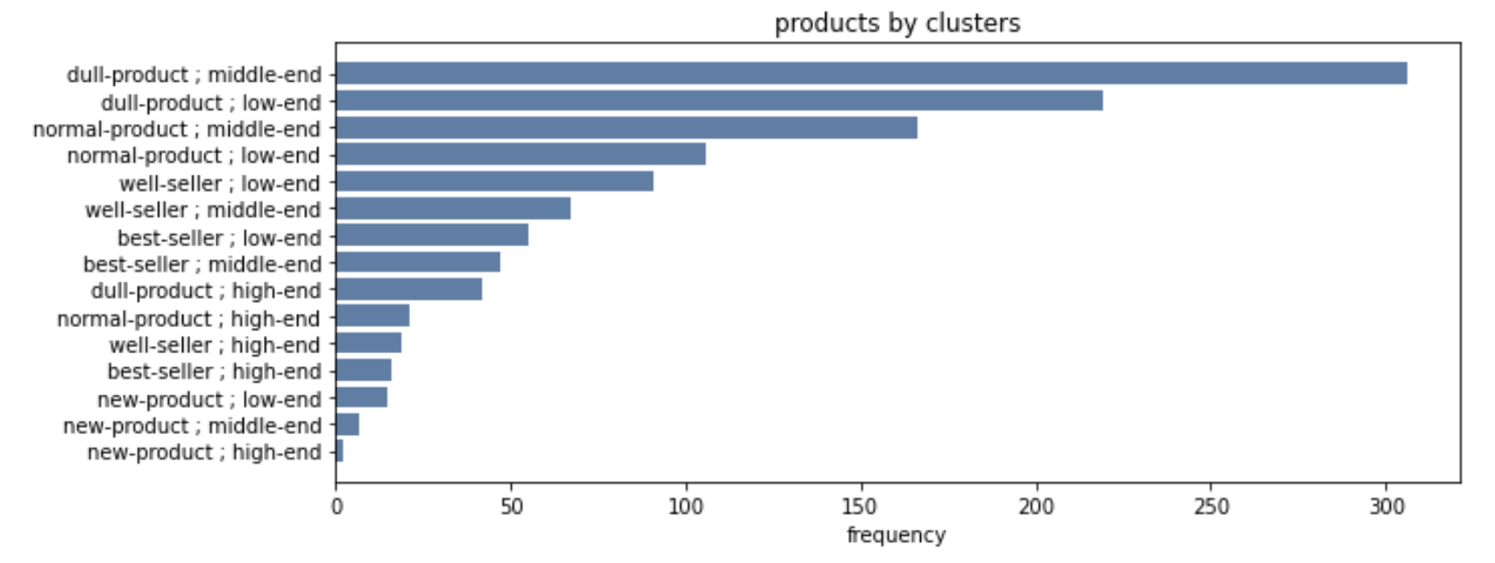 products by clusters
dull-product ; middle-end
dull-product ; low-end
normal-product ; middle-end
normal-product ; low-end
well-seller ; low-end
well-seller ; middle-end
best-seller ; low-end
best-seller ; middle-end
dull-product ; high-end
normal-product ; high-end
well-seller ; high-end
best-seller ; high-end
new-product ; low-end
new-product ; middle-end
new-product ; high-end
0 50 100 150 200 250 300
frequency